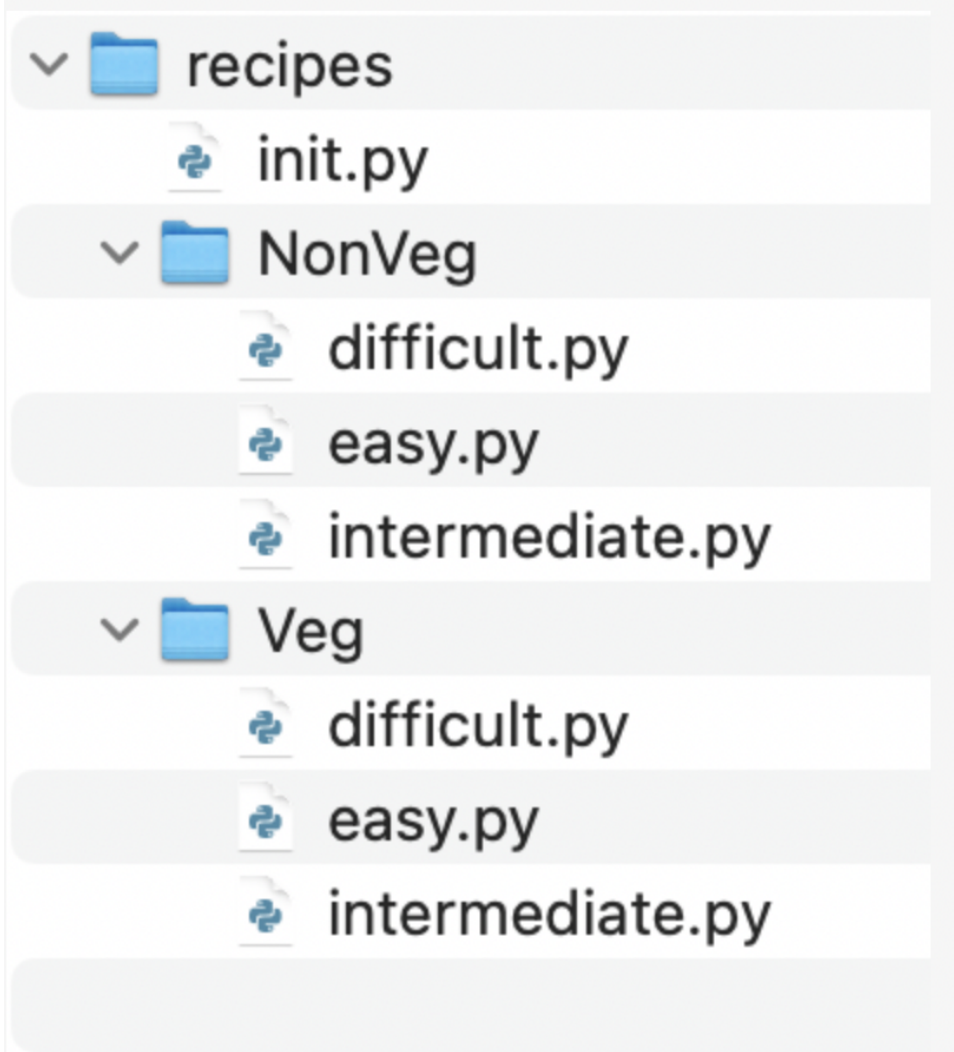 recipes
init.py
NonVeg
difficult.py
easy.py
intermediate.py
Veg
difficult.py
easy.py
intermediate.py